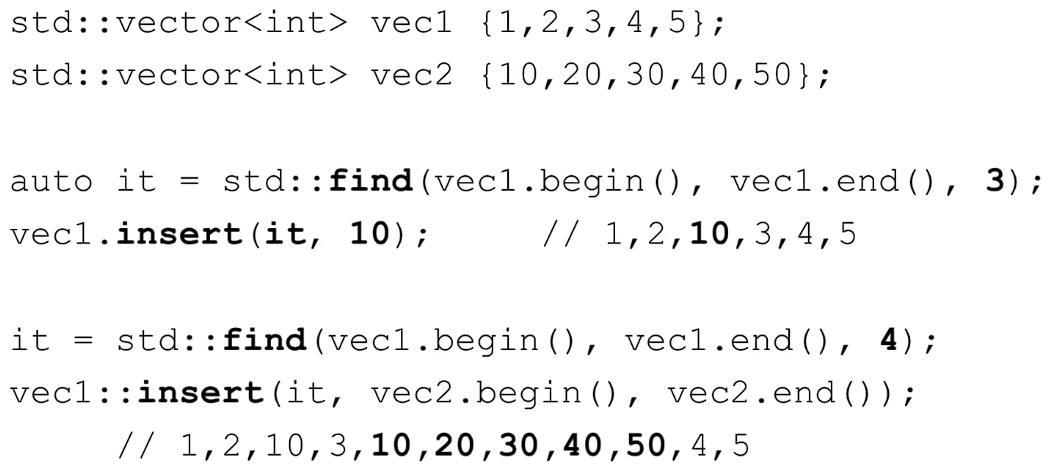 std::vector<int> vec1 {1,2,3,4,5};
std::vector<int> vec2 {10,20,30,40,50};
auto it = std::find(vec1.begin(), vec1.end(), 3);
vec1.insert(it, 10);     // 1,2,10,3,4,5
it = std::find(vec1.begin(), vec1.end(), 4);
vec1::insert(it, vec2.begin(), vec2.end());
// 1,2,10,3,10,20,30,40,50,4,5